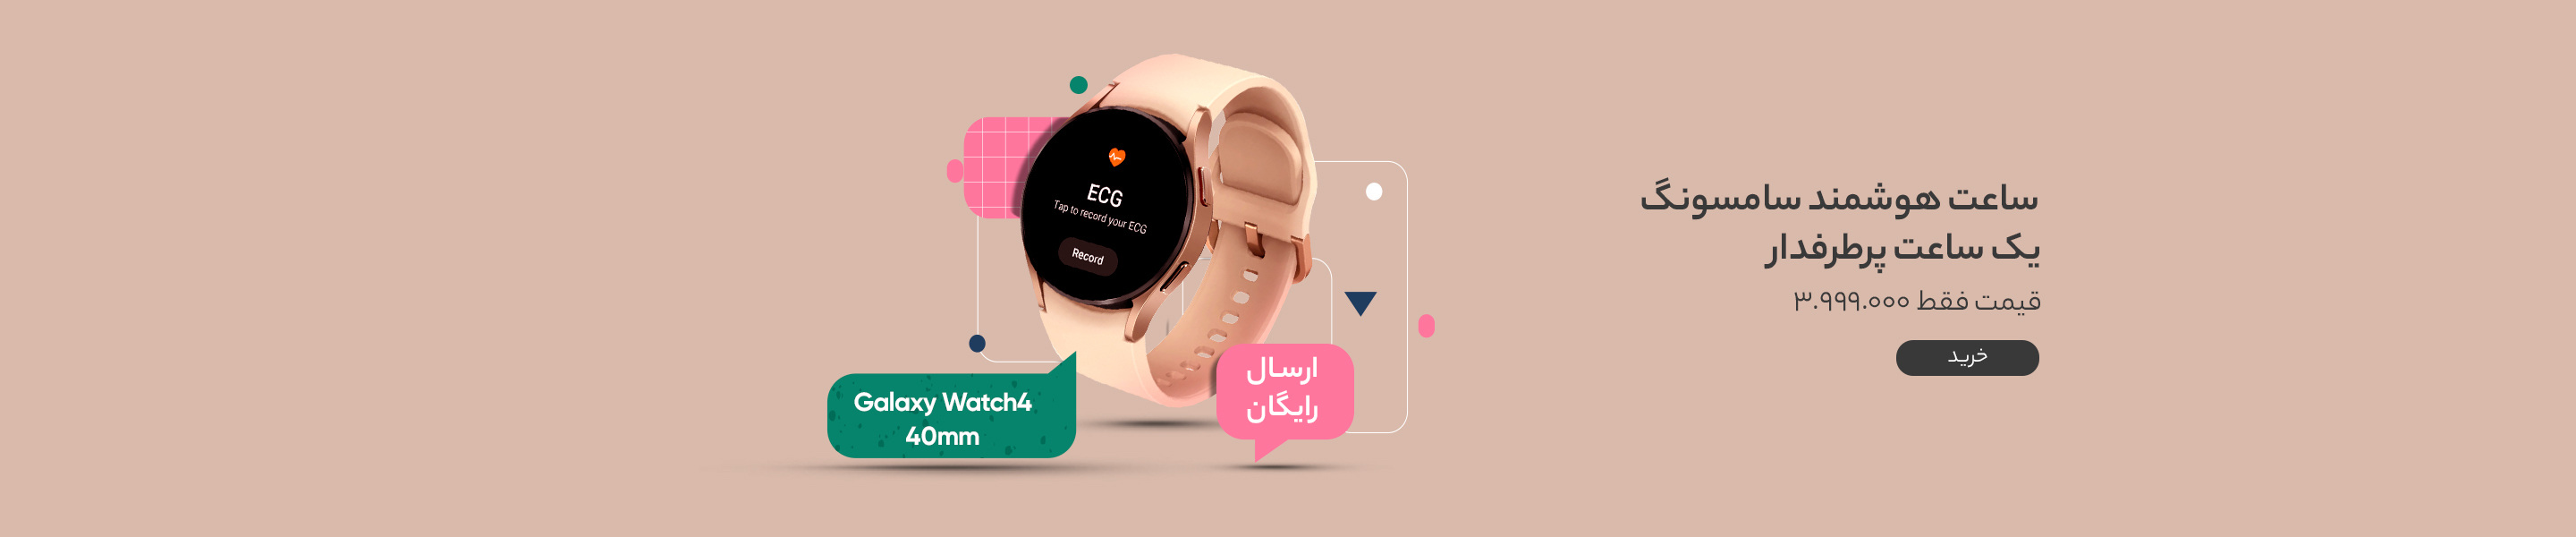 ساعت هوشمند سامسونگ
یک ساعت پرطرفدار
قیمت فقط ۳.۹۹۹.۰۰۰
خرید
ECG
Tap to record your ECG
Record
ارسال
رایگان
Galaxy Watch4
40mm